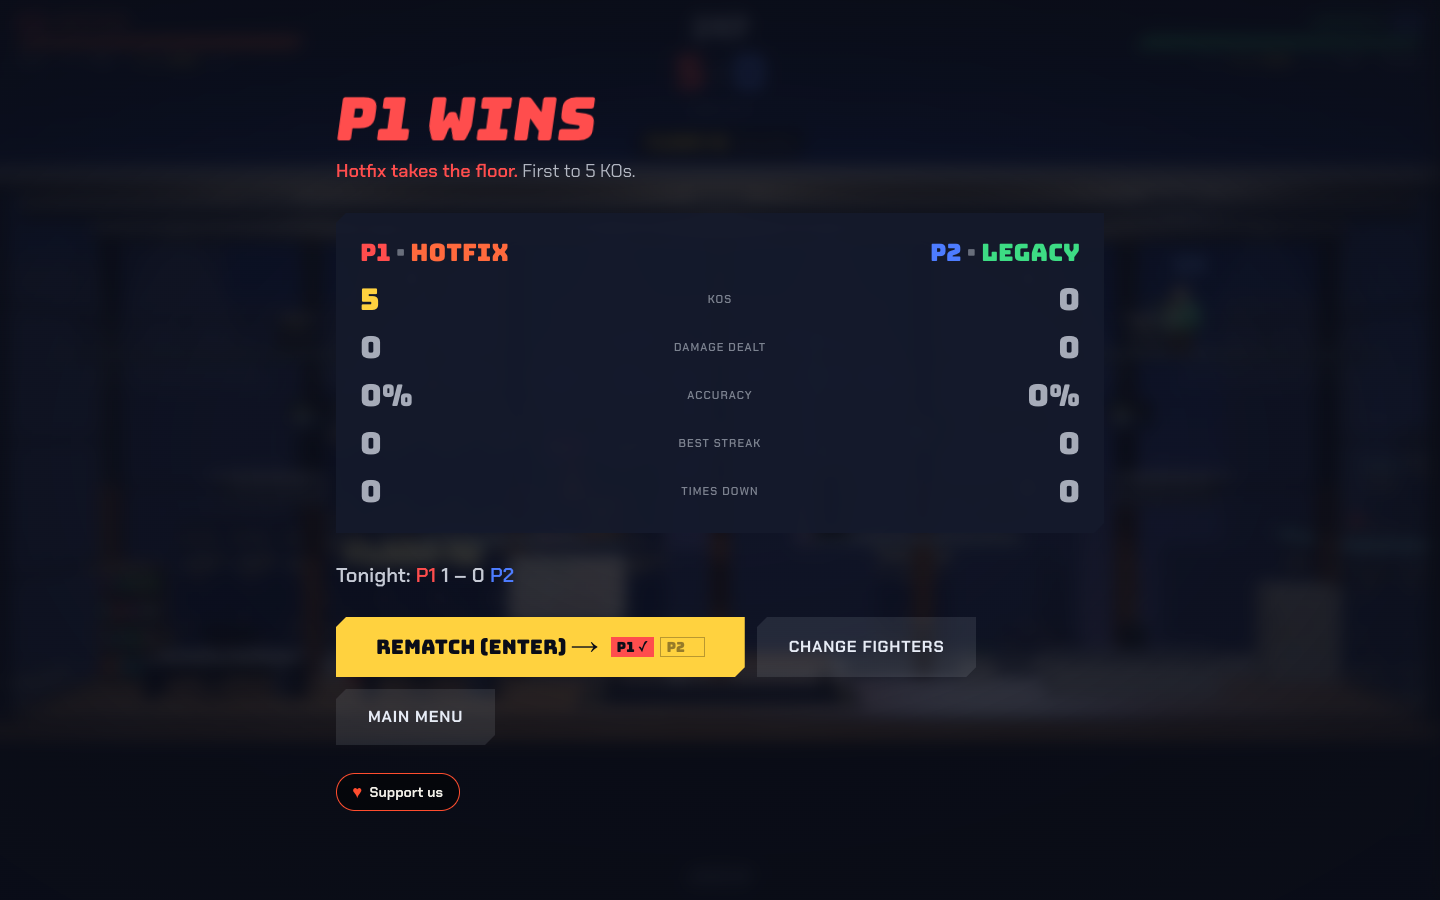 P1 WINS
Hotfix takes the floor. First to 5 KOs.
P1 ▪ HOTFIX P2 ▪ LEGACY
5 KOS 0
0 DAMAGE DEALT 0
0% ACCURACY 0%
0 BEST STREAK 0
0 TIMES DOWN 0
Tonight: P1 1 – 0 P2
REMATCH (ENTER) → P1 ✓ P2
CHANGE FIGHTERS
MAIN MENU
♥ Support us